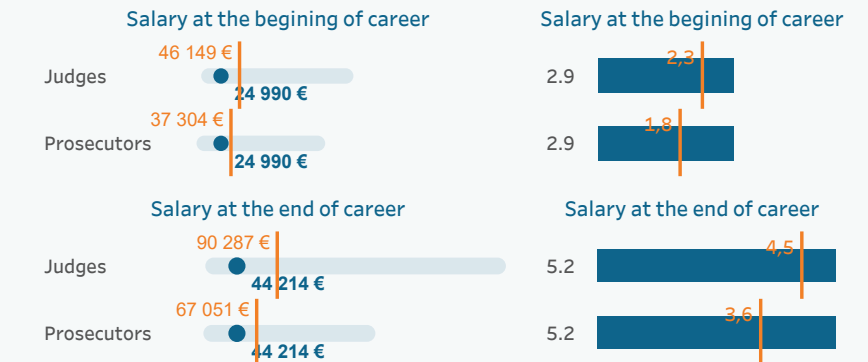 Salary at the begining of career
46 149 €
Judges
24 990 €
37 304 €
Prosecutors
24 990 €
Salary at the end of career
90 287 €
Judges
44 214 €
67 051 €
Prosecutors
44 214 €
Salary at the begining of career
2,3
2.9
1,8
2.9
Salary at the end of career
4,5
5.2
3,6
5.2